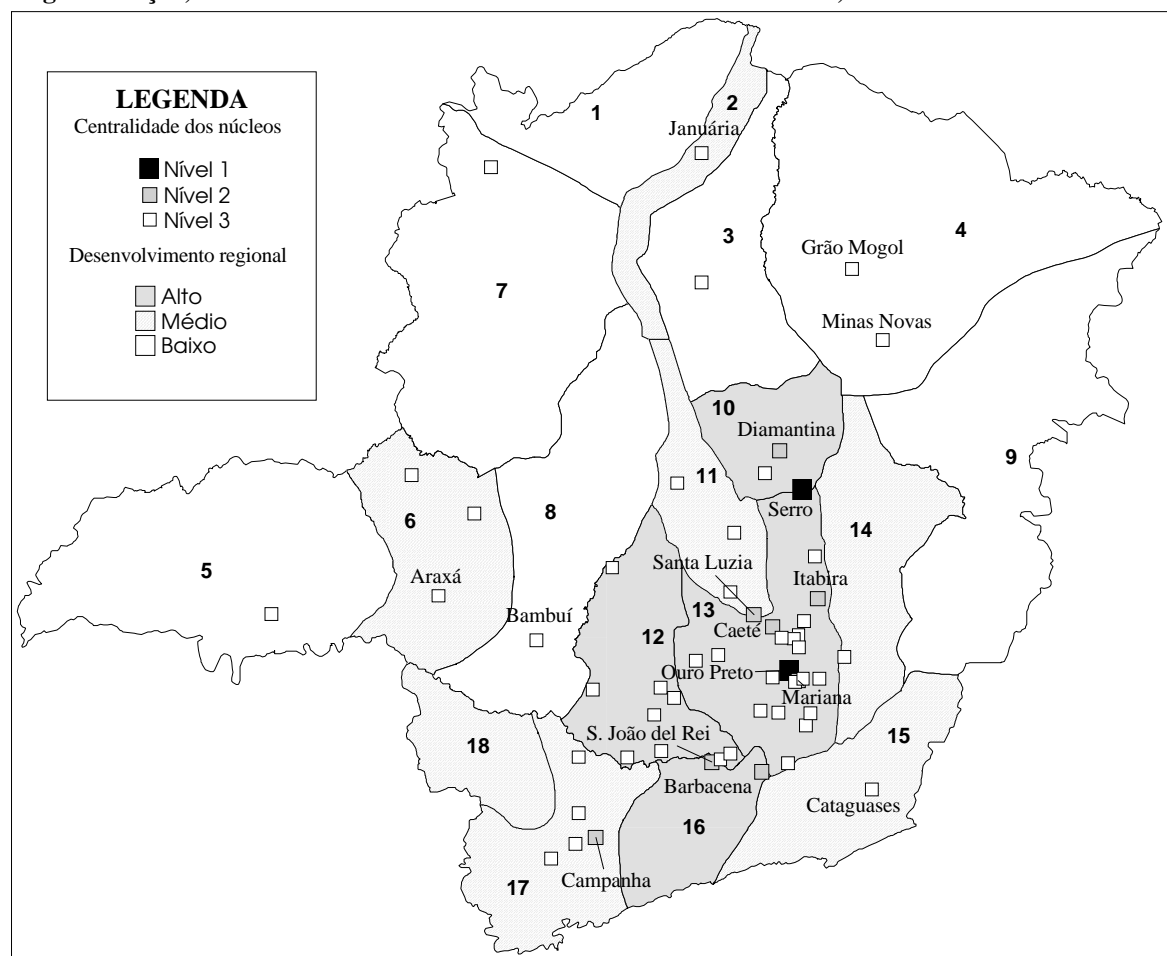 LEGENDA
Centralidade dos núcleos
Nível 1
Nível 2
Nível 3
Desenvolvimento regional
Alto
Médio
Baixo
1
2
Januária
3
4
Grão Mogol
7
Minas Novas
10
Diamantina
9
11
8
6
Serro
14
5
Santa Luzia
Itabira
Araxá
13
Bambuí
Caeté
12
Ouro Preto
Mariana
S. João del Rei
15
18
Barbacena
Cataguases
16
Campanha
17